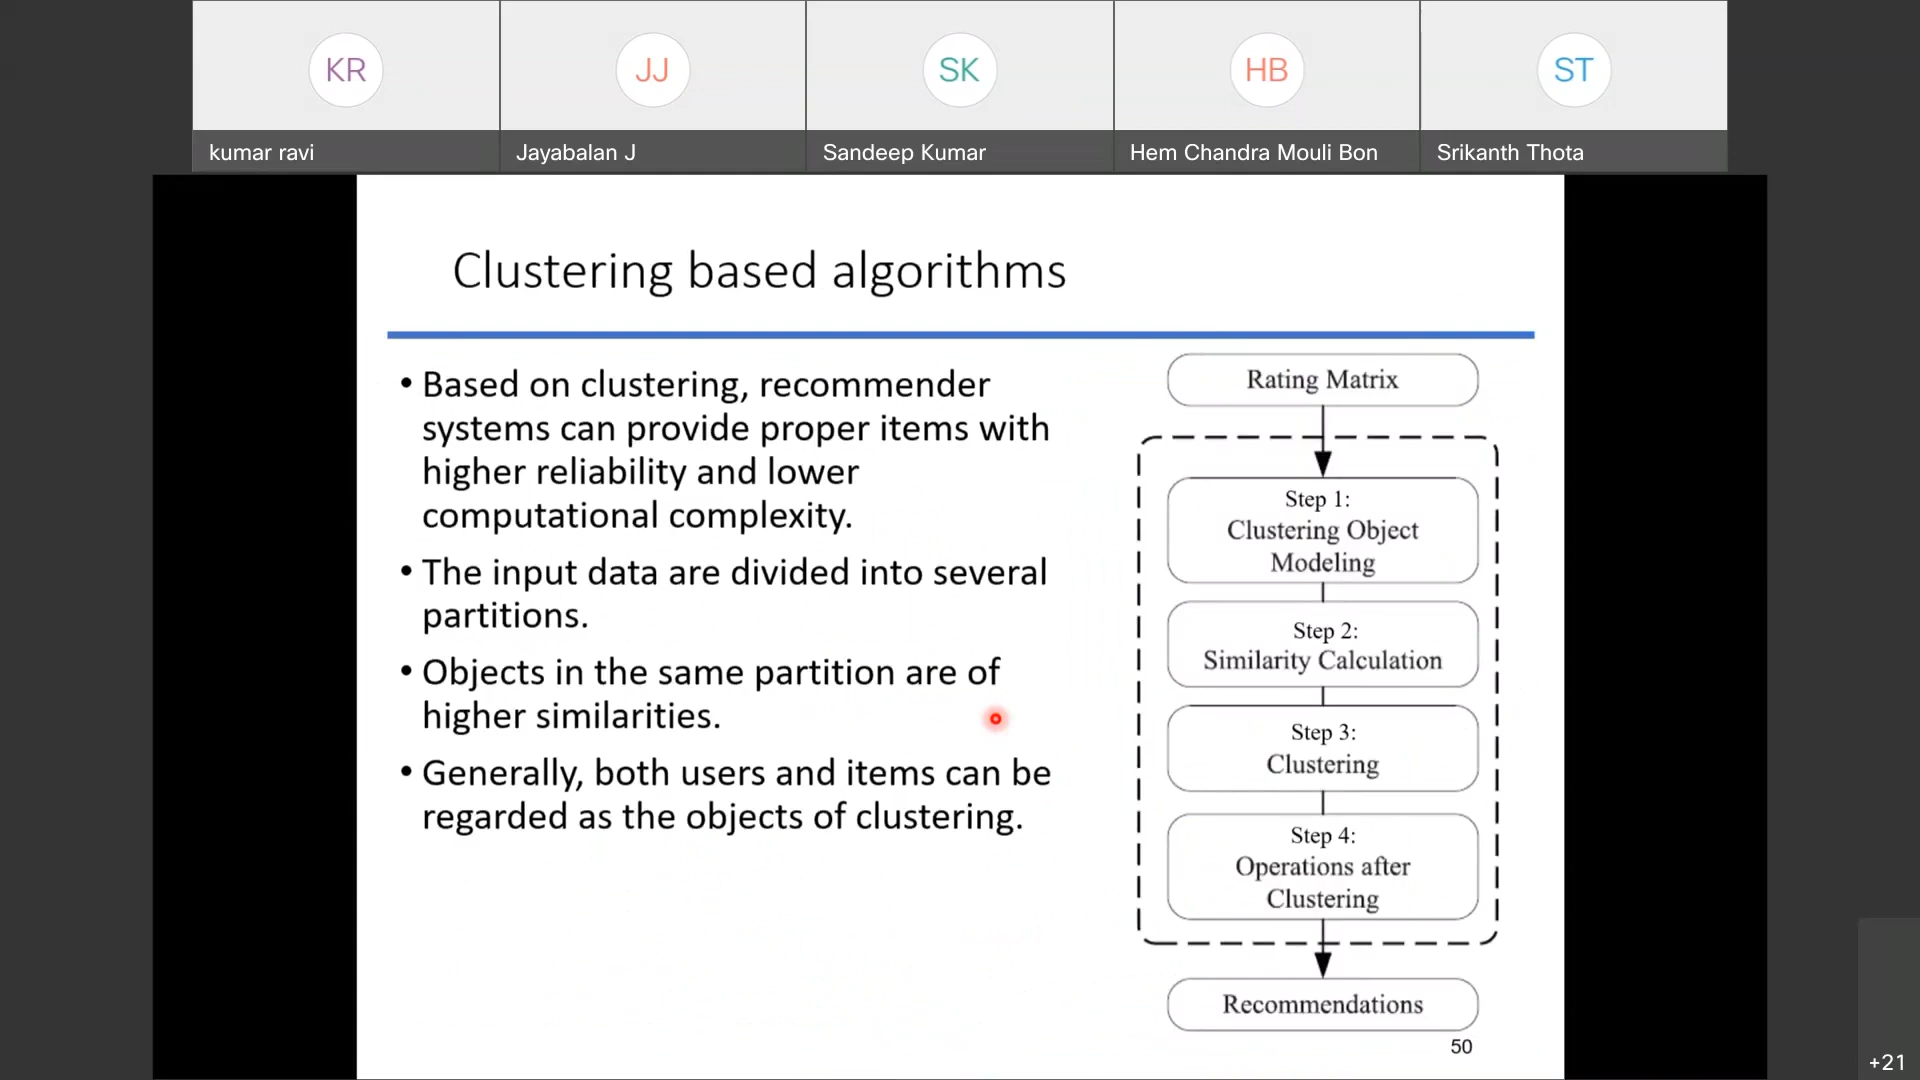 KR
JJ
SK
HB
ST
kumar ravi
Jayabalan J
Sandeep Kumar
Hem Chandra Mouli Bon
Srikanth Thota
Clustering based algorithms
• Based on clustering, recommender
systems can provide proper items with
higher reliability and lower
computational complexity.
• The input data are divided into several
partitions.
• Objects in the same partition are of
higher similarities.
• Generally, both users and items can be
regarded as the objects of clustering.
Rating Matrix
Step 1:
Clustering Object
Modeling
Step 2:
Similarity Calculation
Step 3:
Clustering
Step 4:
Operations after
Clustering
Recommendations
50
+21